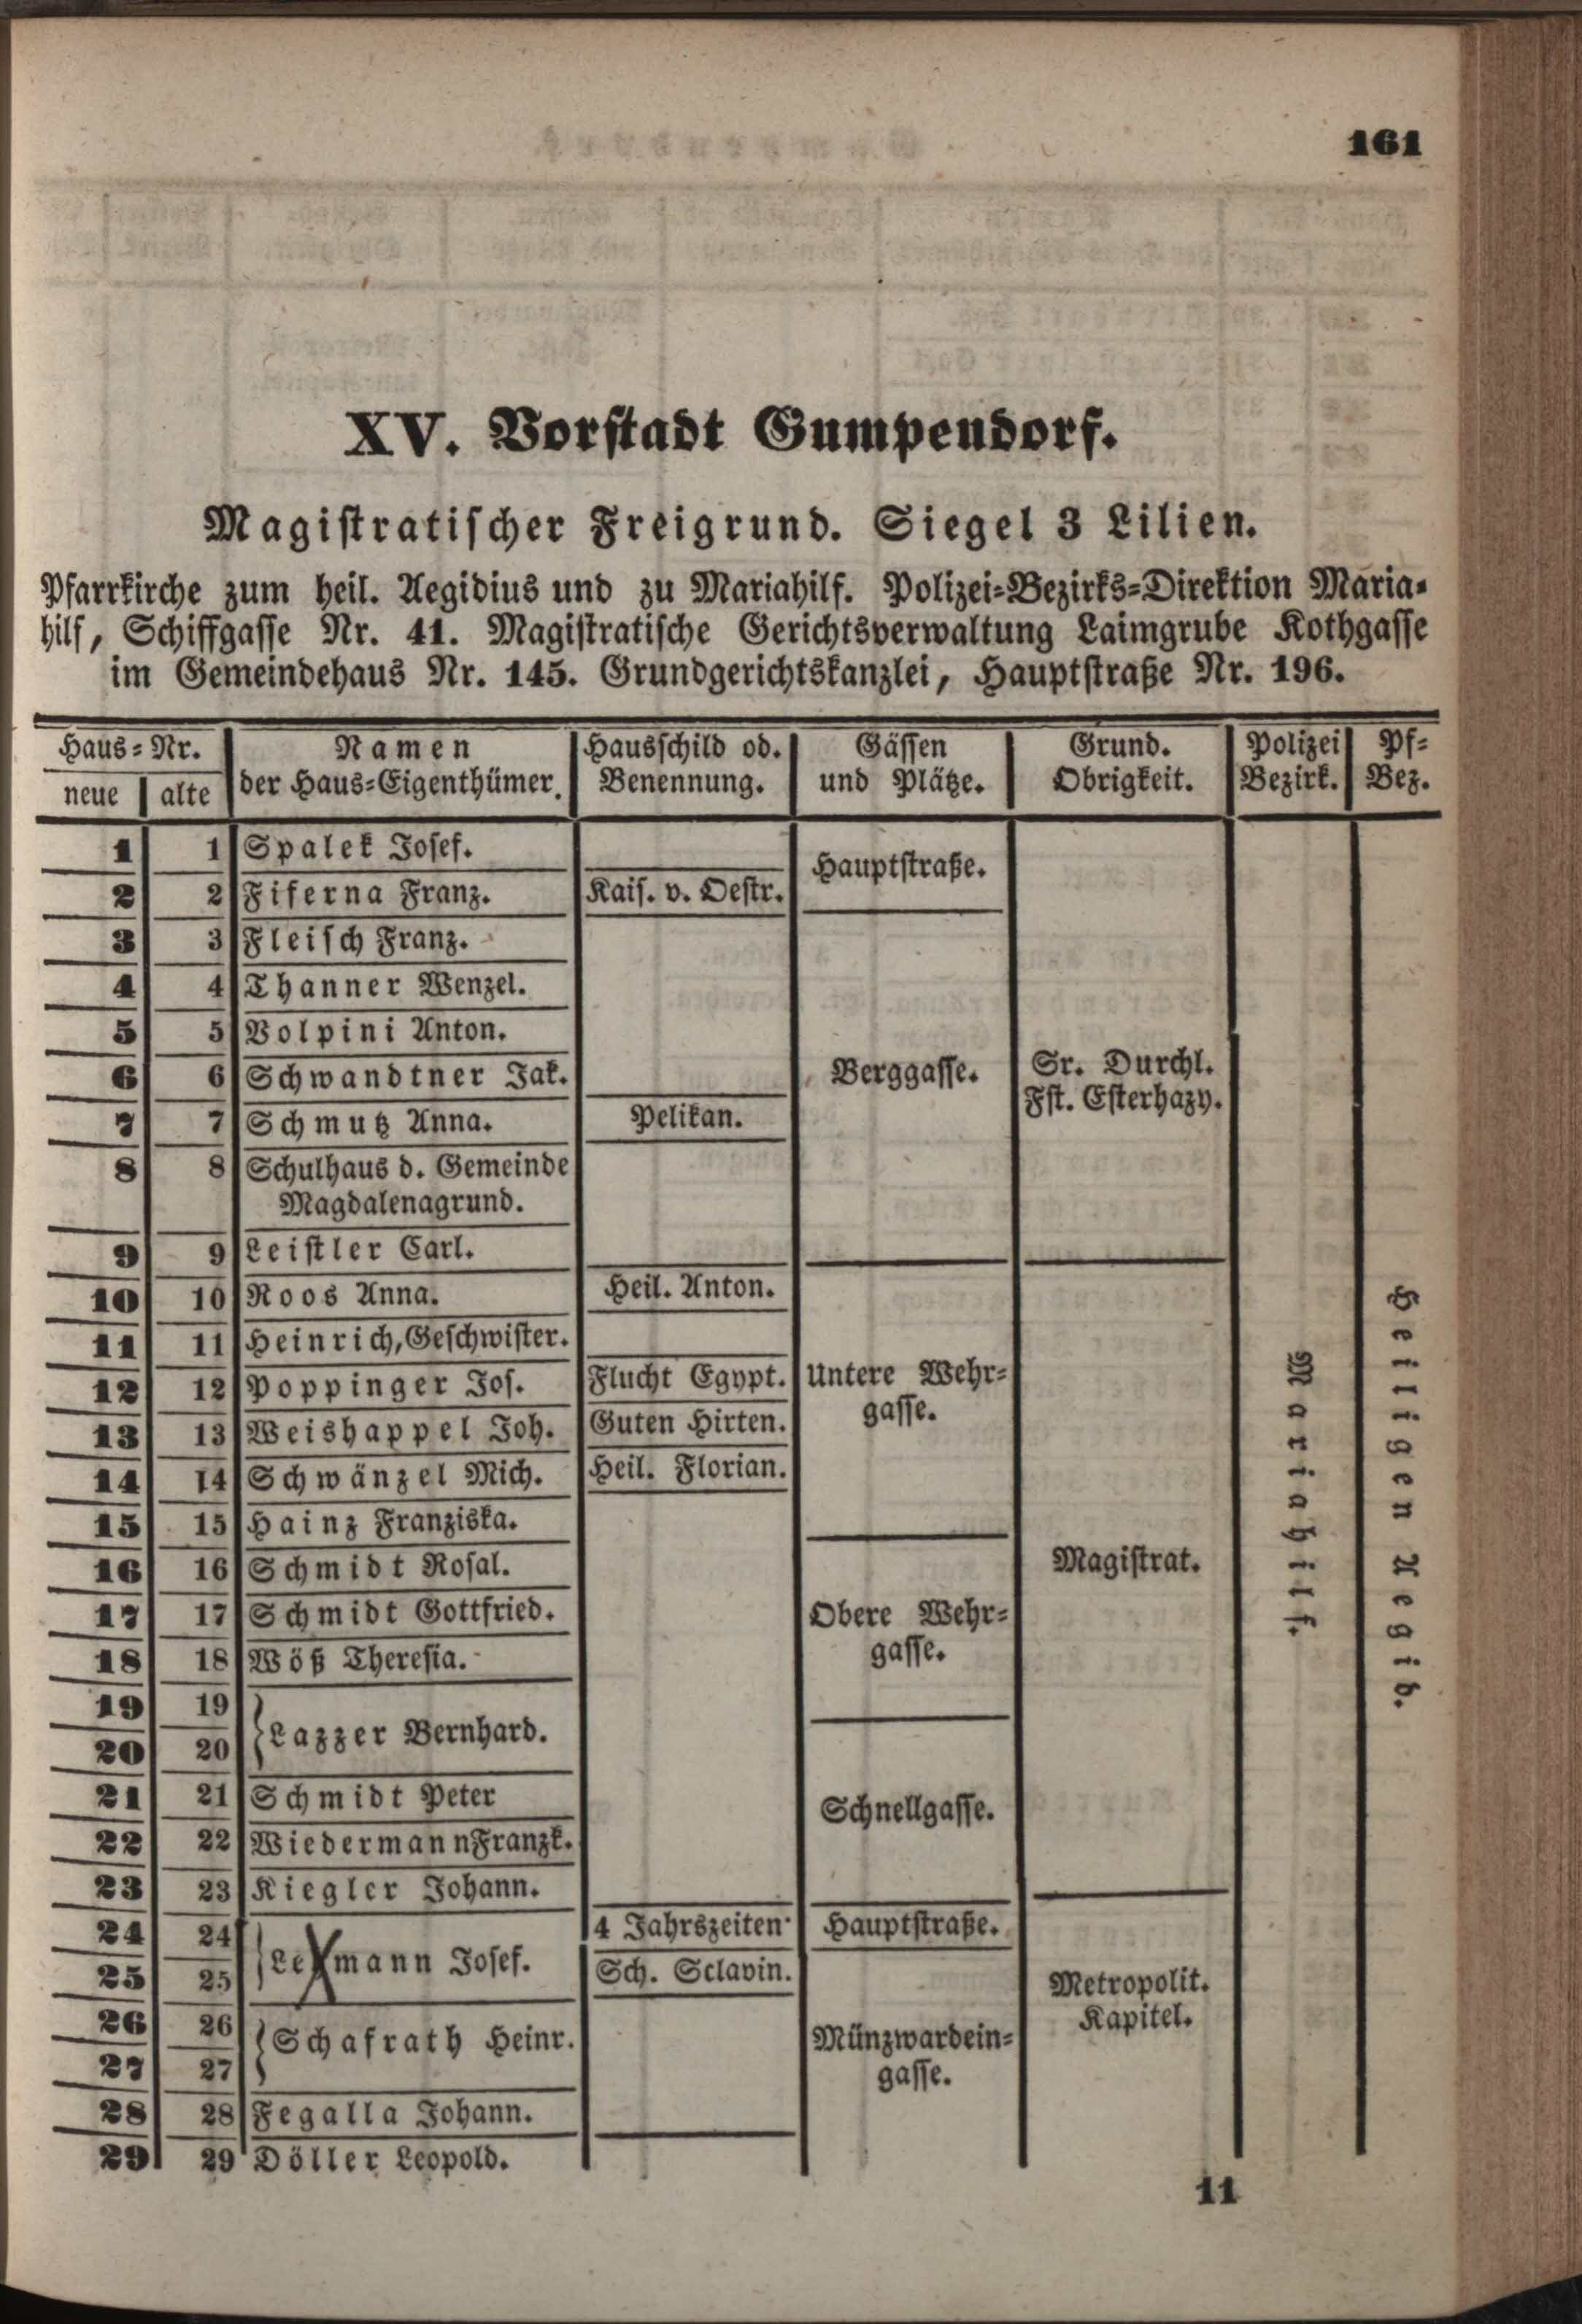 161
XV. Vorstadt Gumpendorf.
Magistratischer Freigrund. Siegel 3 Lilien.
Pfarrkirche zum heil. Aegidius und zu Mariahilf. Polizei-Bezirks-Direktion Maria-
hilf, Schiffgasse Nr. 41. Magistratische Gerichtsverwaltung Laimgrube Kothgasse
im Gemeindehaus Nr. 145. Grundgerichtskanzlei, Hauptstraße Nr. 196.
Haus-Nr. Namen Hausschild od. Gässen Grund. Polizei Pf-
neue alte der Haus-Eigenthümer. Benennung. und Plätze. Obrigkeit. Bezirk. Bez.
1 1 Spalek Josef.
Hauptstraße.
2 2 Fiferna Franz. Kais. v. Oestr.
3 3 Fleisch Franz.
4 4 Thanner Wenzel.
5 5 Volpini Anton.
6 6 Schwandtner Jak. Berggasse. Sr. Durchl.
Fst. Esterhazy.
7 7 Schmutz Anna. Pelikan.
8 8 Schulhaus d. Gemeinde
Magdalenagrund.
9 9 Leistler Carl.
10 10 Roos Anna. Heil. Anton.
11 11 Heinrich, Geschwister.
12 12 Poppinger Jos. Flucht Egypt. Untere Wehr-
gasse.
13 13 Weishappel Joh. Guten Hirten.
14 14 Schwänzel Mich. Heil. Florian.
15 15 Hainz Franziska.
16 16 Schmidt Rosal. Magistrat.
17 17 Schmidt Gottfried. Obere Wehr-
gasse.
18 18 Wöß Theresia.
19 19
Lazzer Bernhard.
20 20
21 21 Schmidt Peter
Schnellgasse.
22 22 Wiedermann Franzk.
23 23 Kiegler Johann.
24 24 4 Jahrszeiten Hauptstraße.
Lexmann Josef.
25 25 Sch. Sclavin. Metropolit.
Kapitel.
26 26
Schafrath Heinr. Münzwardein-
27 27 gasse.
28 28 Fegalla Johann.
29 29 Döller Leopold.
Mariahilf.
Heiligen Aegid.
11